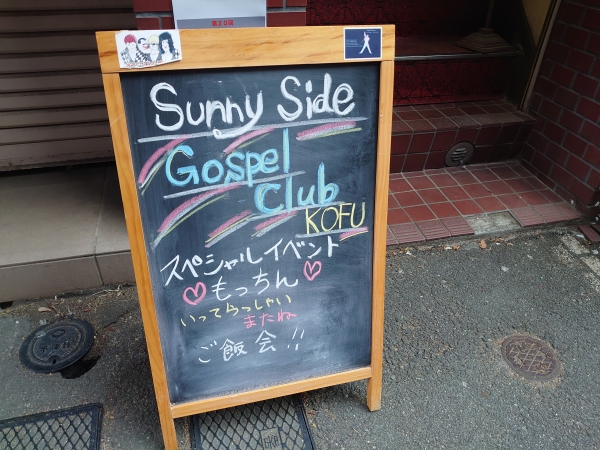 Sunny Side
Gospel
Club
KOFU
スペシャルイベント
もっちん
いってらっしゃい
またね
ご飯会!!